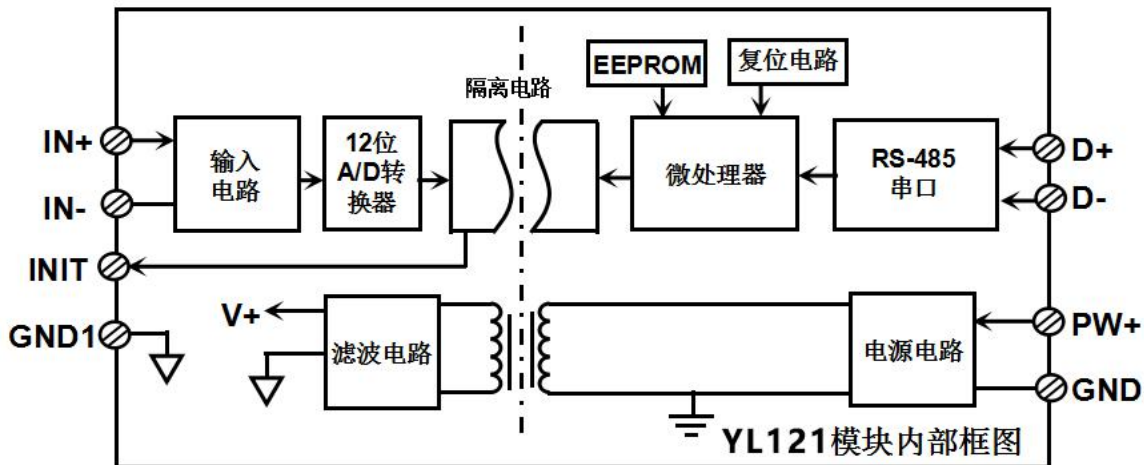 EEPROM
复位电路
隔离电路
IN+
IN-
INIT
GND1
输入
电路
12位
A/D转
换器
微处理器
RS-485
串口
D+
D-
V+
滤波电路
电源电路
PW+
GND
YL121模块内部框图